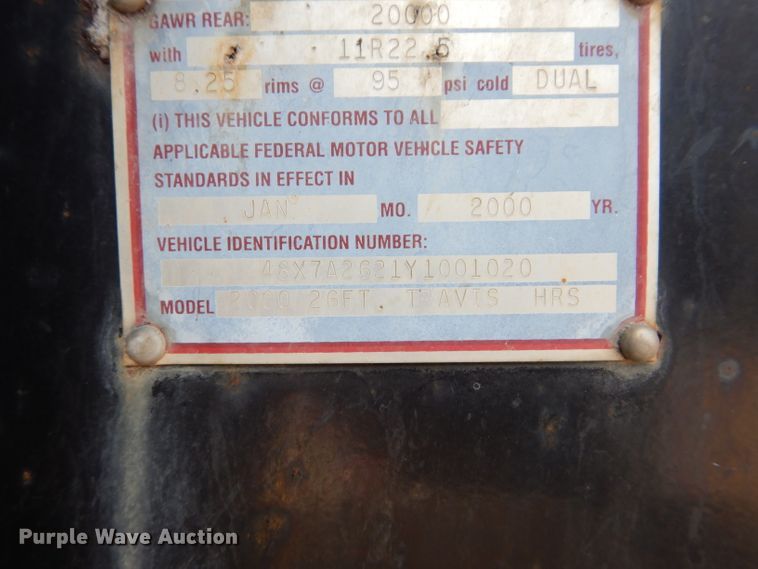 GAWR REAR: 20000
with 11R22.5 tires,
8.25 rims @ 95 psi cold DUAL
(i) THIS VEHICLE CONFORMS TO ALL
APPLICABLE FEDERAL MOTOR VEHICLE SAFETY
STANDARDS IN EFFECT IN
JAN. MO. 2000 YR.
VEHICLE IDENTIFICATION NUMBER:
48X7A2621Y1001020
MODEL 2000 26FT. TRAVIS HRS
Purple Wave Auction